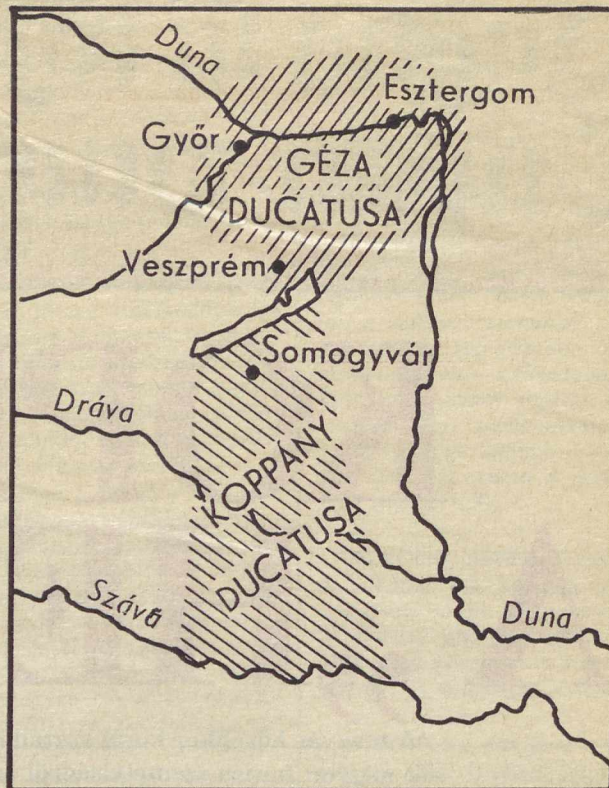 Duna
Esztergom
Győr
GÉZA
DUCATUSA
Veszprém
Somogyvár
Dráva
KOPPÁNY
DUCATUSA
Száva
Duna